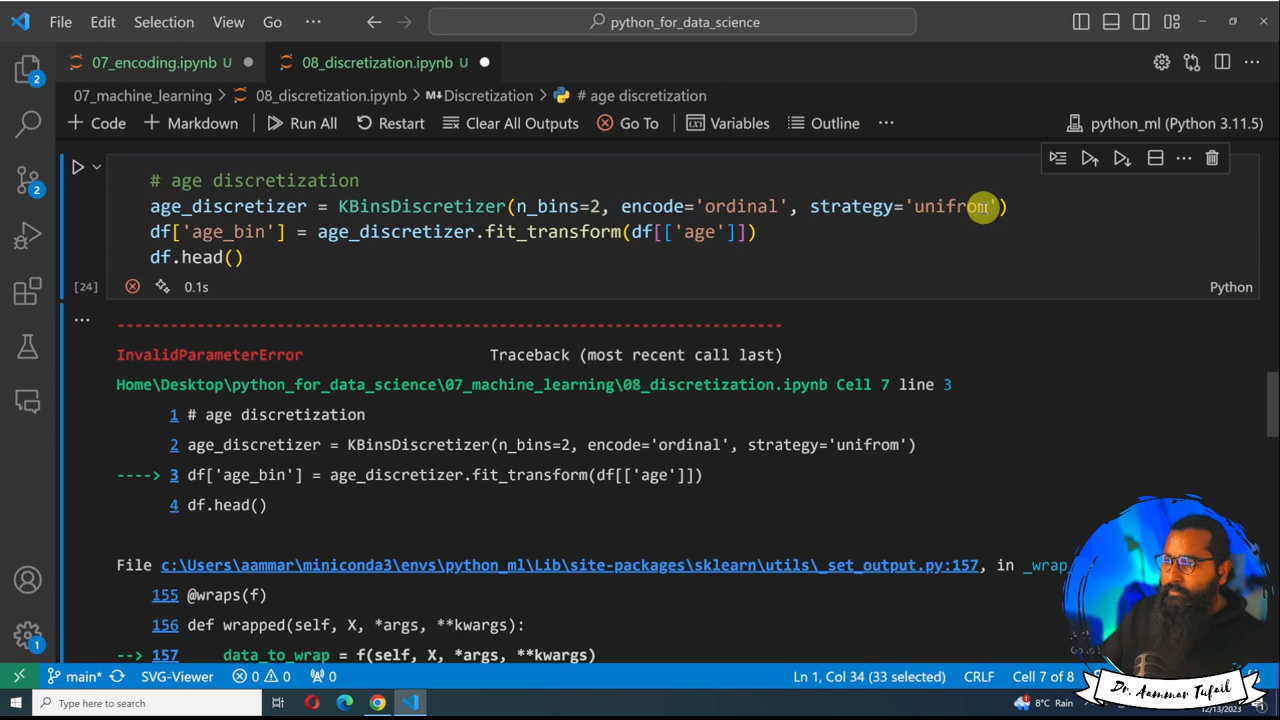 File Edit Selection View Go ··· python_for_data_science
07_encoding.ipynb U 08_discretization.ipynb U
07_machine_learning > 08_discretization.ipynb > M↓Discretization > # age discretization
+ Code + Markdown Run All Restart Clear All Outputs Go To Variables Outline ··· python_ml (Python 3.11.5)
# age discretization
age_discretizer = KBinsDiscretizer(n_bins=2, encode='ordinal', strategy='unifrom')
df['age_bin'] = age_discretizer.fit_transform(df[['age']])
df.head()
[24] 0.1s Python
...
--------------------------------------------------------------------------
InvalidParameterError Traceback (most recent call last)
Home\Desktop\python_for_data_science\07_machine_learning\08_discretization.ipynb Cell 7 line 3
1 # age discretization
2 age_discretizer = KBinsDiscretizer(n_bins=2, encode='ordinal', strategy='unifrom')
----> 3 df['age_bin'] = age_discretizer.fit_transform(df[['age']])
4 df.head()
File c:\Users\aammar\miniconda3\envs\python_ml\Lib\site-packages\sklearn\utils\_set_output.py:157, in _wrap
155 @wraps(f)
156 def wrapped(self, X, *args, **kwargs):
--> 157 data_to_wrap = f(self, X, *args, **kwargs)
2
2
1
main* SVG-Viewer 0 0 0 Ln 1, Col 34 (33 selected) CRLF Cell 7 of 8
Dr. Aammar Tufail
Type here to search 8°C Rain 12/13/2023